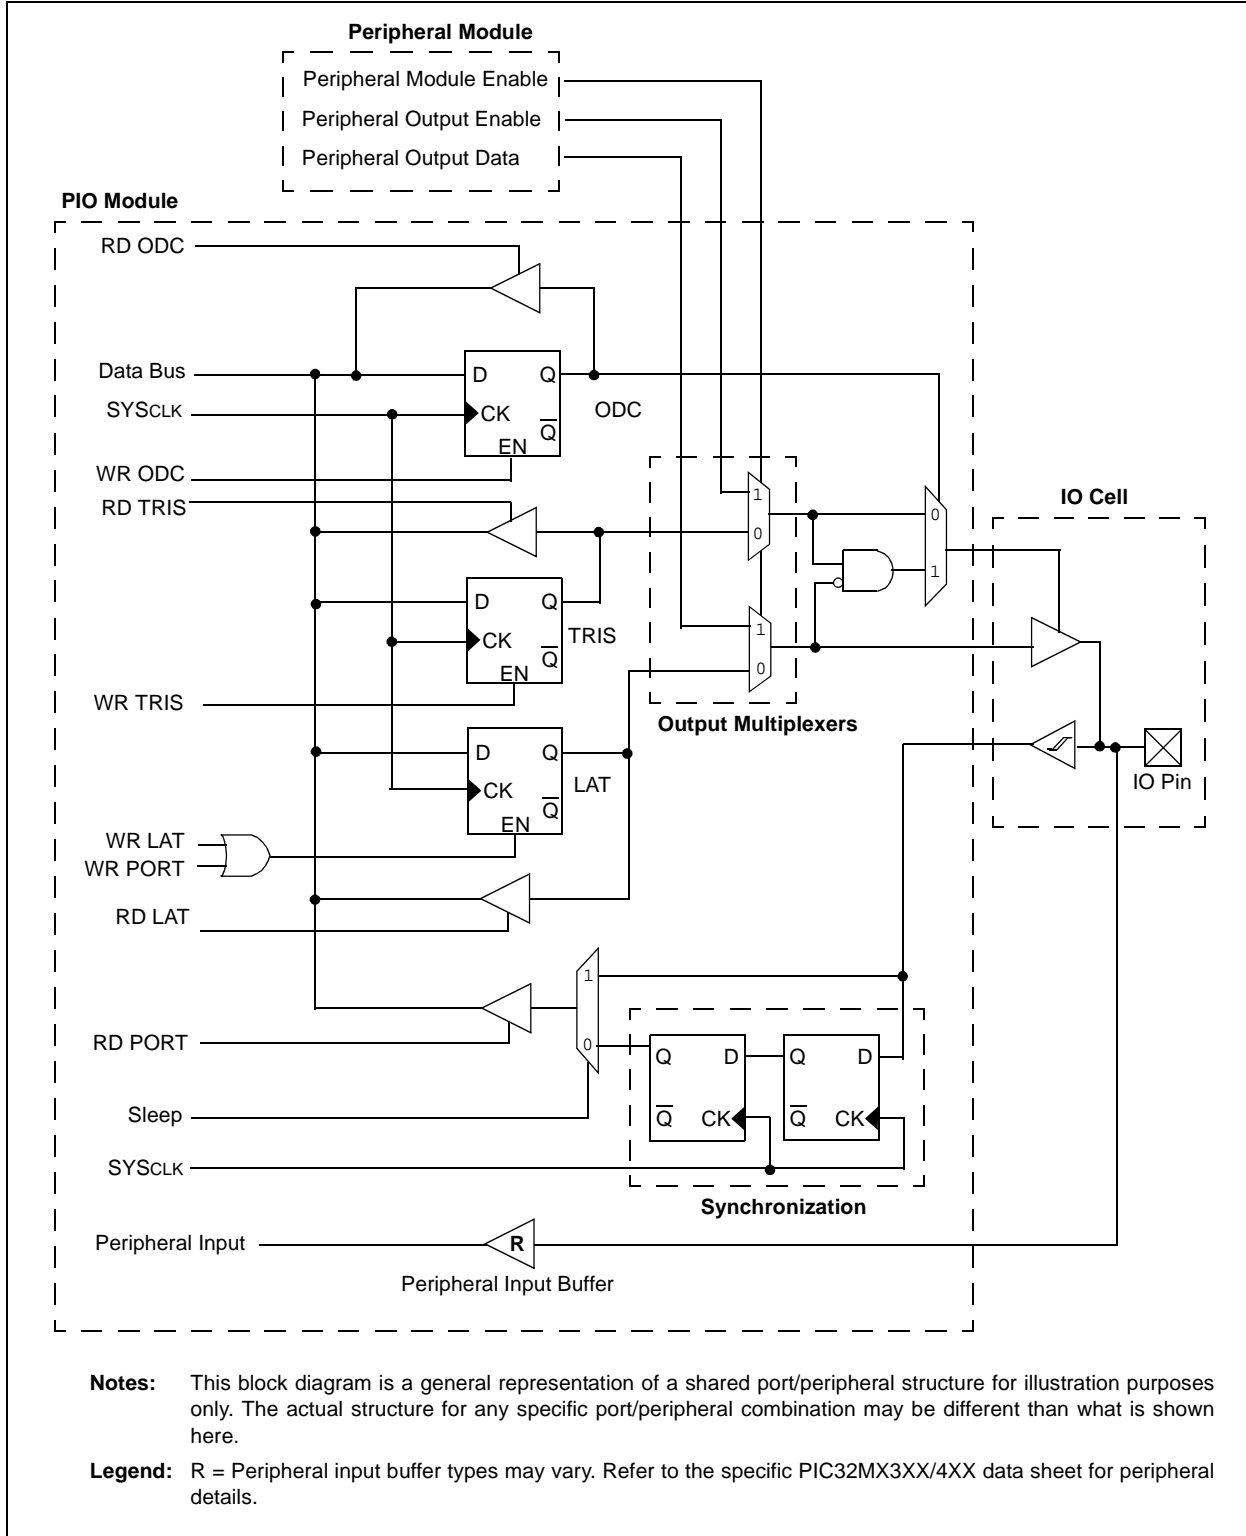 Peripheral Module
Peripheral Module Enable
Peripheral Output Enable
Peripheral Output Data
PIO Module
RD ODC
Data Bus
D Q
SYSCLK
CK
ODC
Q
EN
WR ODC
RD TRIS
1
0
IO Cell
0
1
D Q
CK
TRIS
Q
EN
1
0
WR TRIS
Output Multiplexers
D Q
CK
LAT
Q
EN
IO Pin
WR LAT
WR PORT
RD LAT
1
0
RD PORT
Q D Q D
Q CK Q CK
Sleep
SYSCLK
Synchronization
Peripheral Input
R
Peripheral Input Buffer
Notes: This block diagram is a general representation of a shared port/peripheral structure for illustration purposes
only. The actual structure for any specific port/peripheral combination may be different than what is shown
here.
Legend: R = Peripheral input buffer types may vary. Refer to the specific PIC32MX3XX/4XX data sheet for peripheral
details.